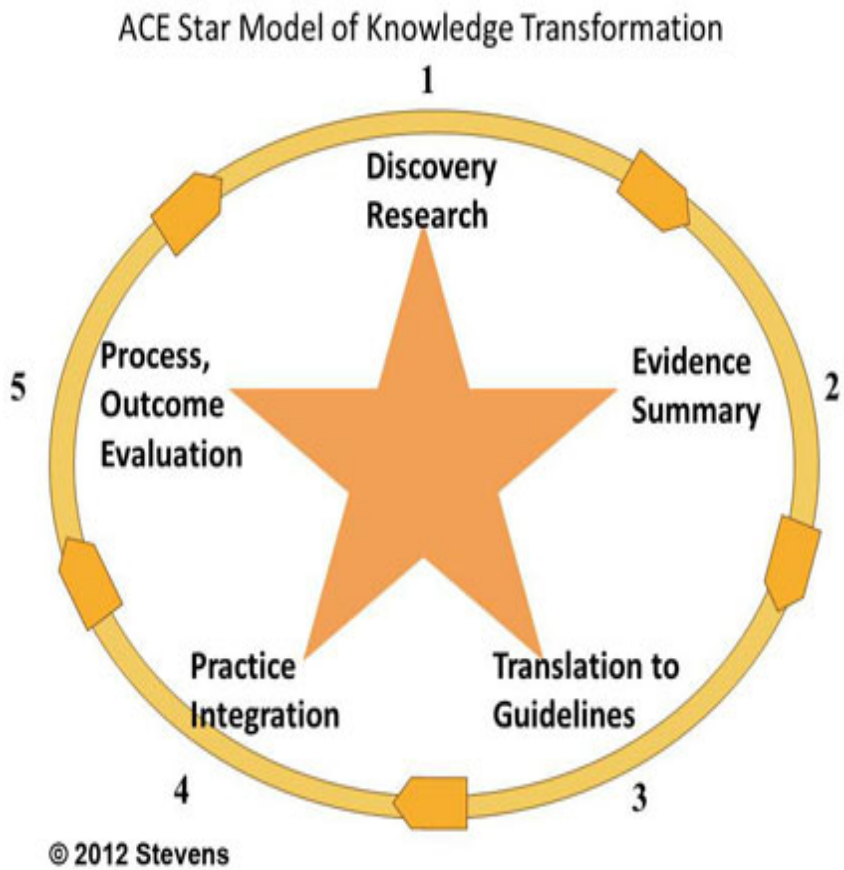 ACE Star Model of Knowledge Transformation
1
Discovery
Research
2
Evidence
Summary
3
Translation to
Guidelines
4
Practice
Integration
5
Process,
Outcome
Evaluation
© 2012 Stevens